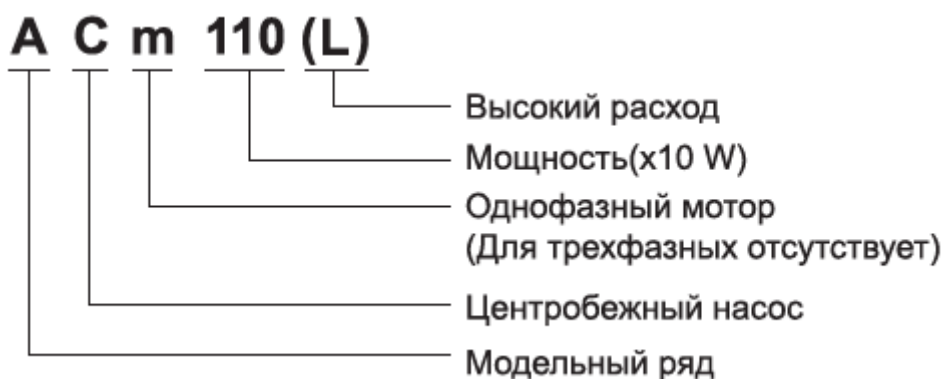 A C m 110 (L)
Высокий расход
Мощность(x10 W)
Однофазный мотор
(Для трехфазных отсутствует)
Центробежный насос
Модельный ряд